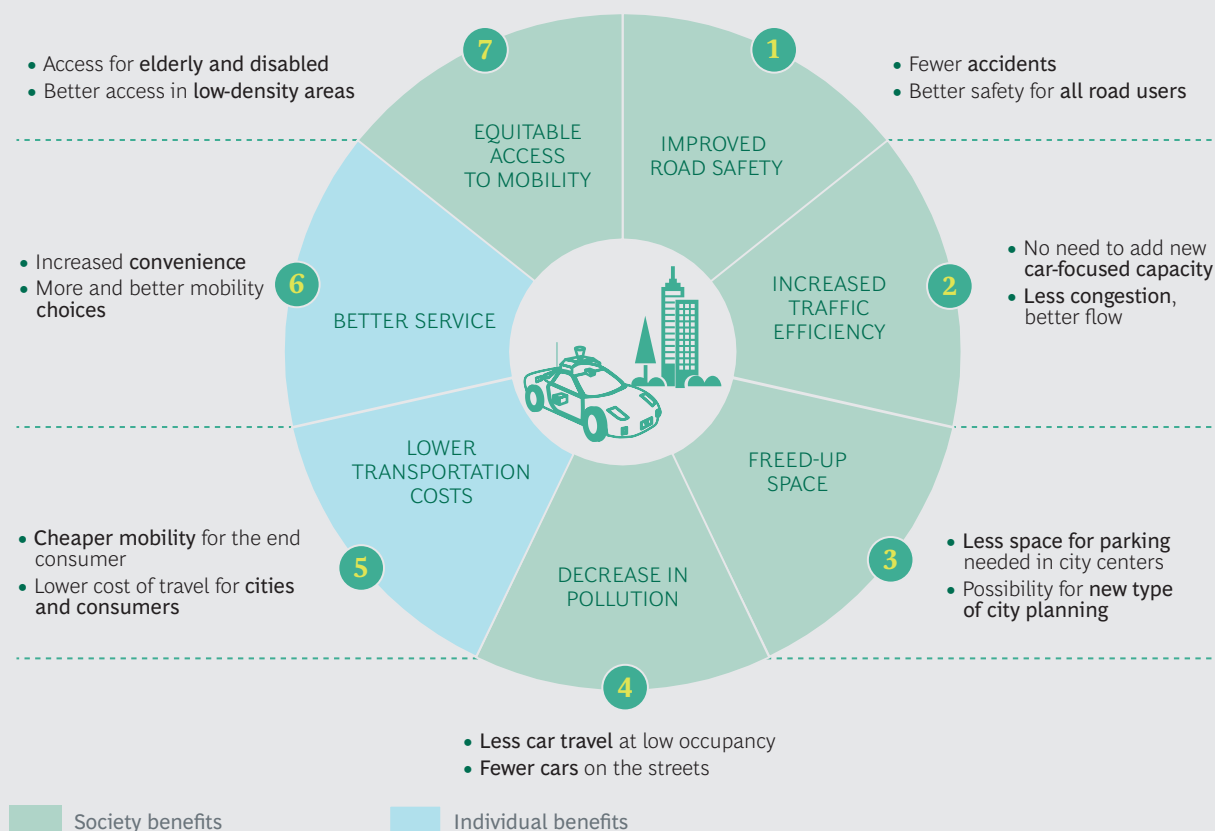 1
IMPROVED
ROAD SAFETY
• Fewer accidents
• Better safety for all road users
2
INCREASED
TRAFFIC
EFFICIENCY
• No need to add new
car-focused capacity
• Less congestion,
better flow
3
FREED-UP
SPACE
• Less space for parking
needed in city centers
• Possibility for new type
of city planning
4
DECREASE IN
POLLUTION
• Less car travel at low occupancy
• Fewer cars on the streets
5
LOWER
TRANSPORTATION
COSTS
• Cheaper mobility for the end
consumer
• Lower cost of travel for cities
and consumers
6
BETTER SERVICE
• Increased convenience
• More and better mobility
choices
7
EQUITABLE
ACCESS
TO MOBILITY
• Access for elderly and disabled
• Better access in low-density areas
Society benefits
Individual benefits